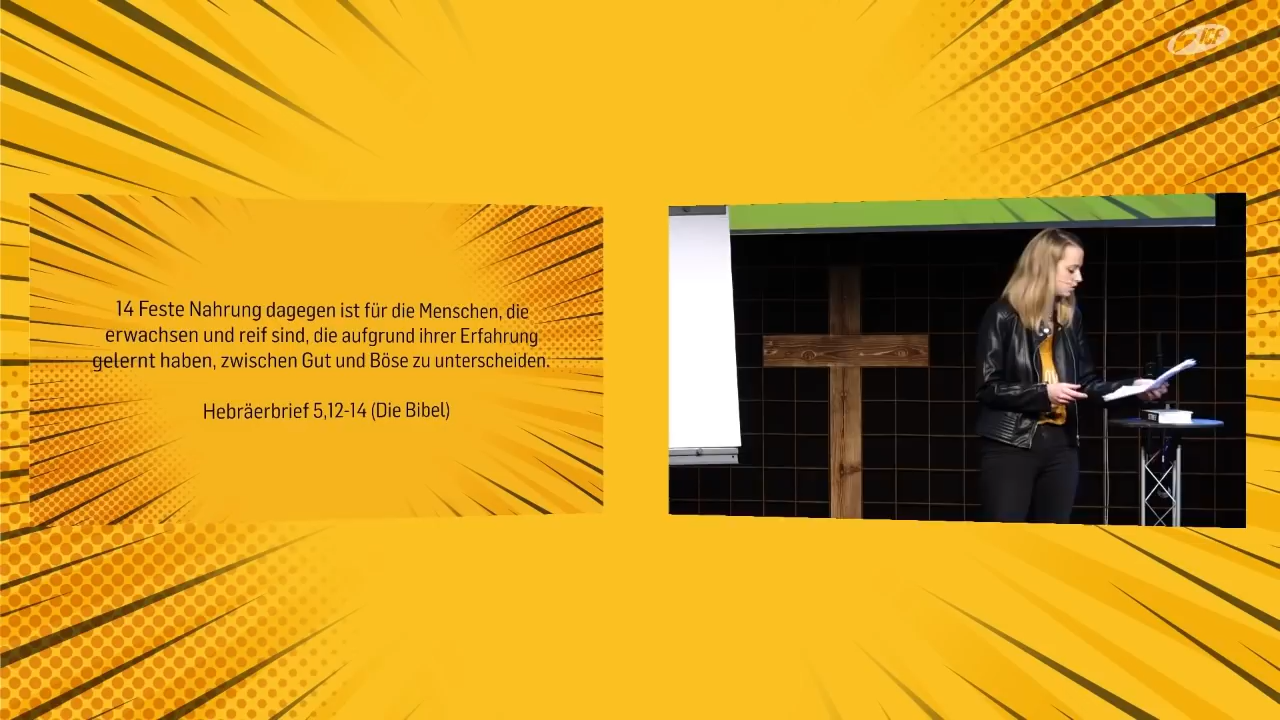 ICF
14 Feste Nahrung dagegen ist für die Menschen, die
erwachsen und reif sind, die aufgrund ihrer Erfahrung
gelernt haben, zwischen Gut und Böse zu unterscheiden.
Hebräerbrief 5,12-14 (Die Bibel)